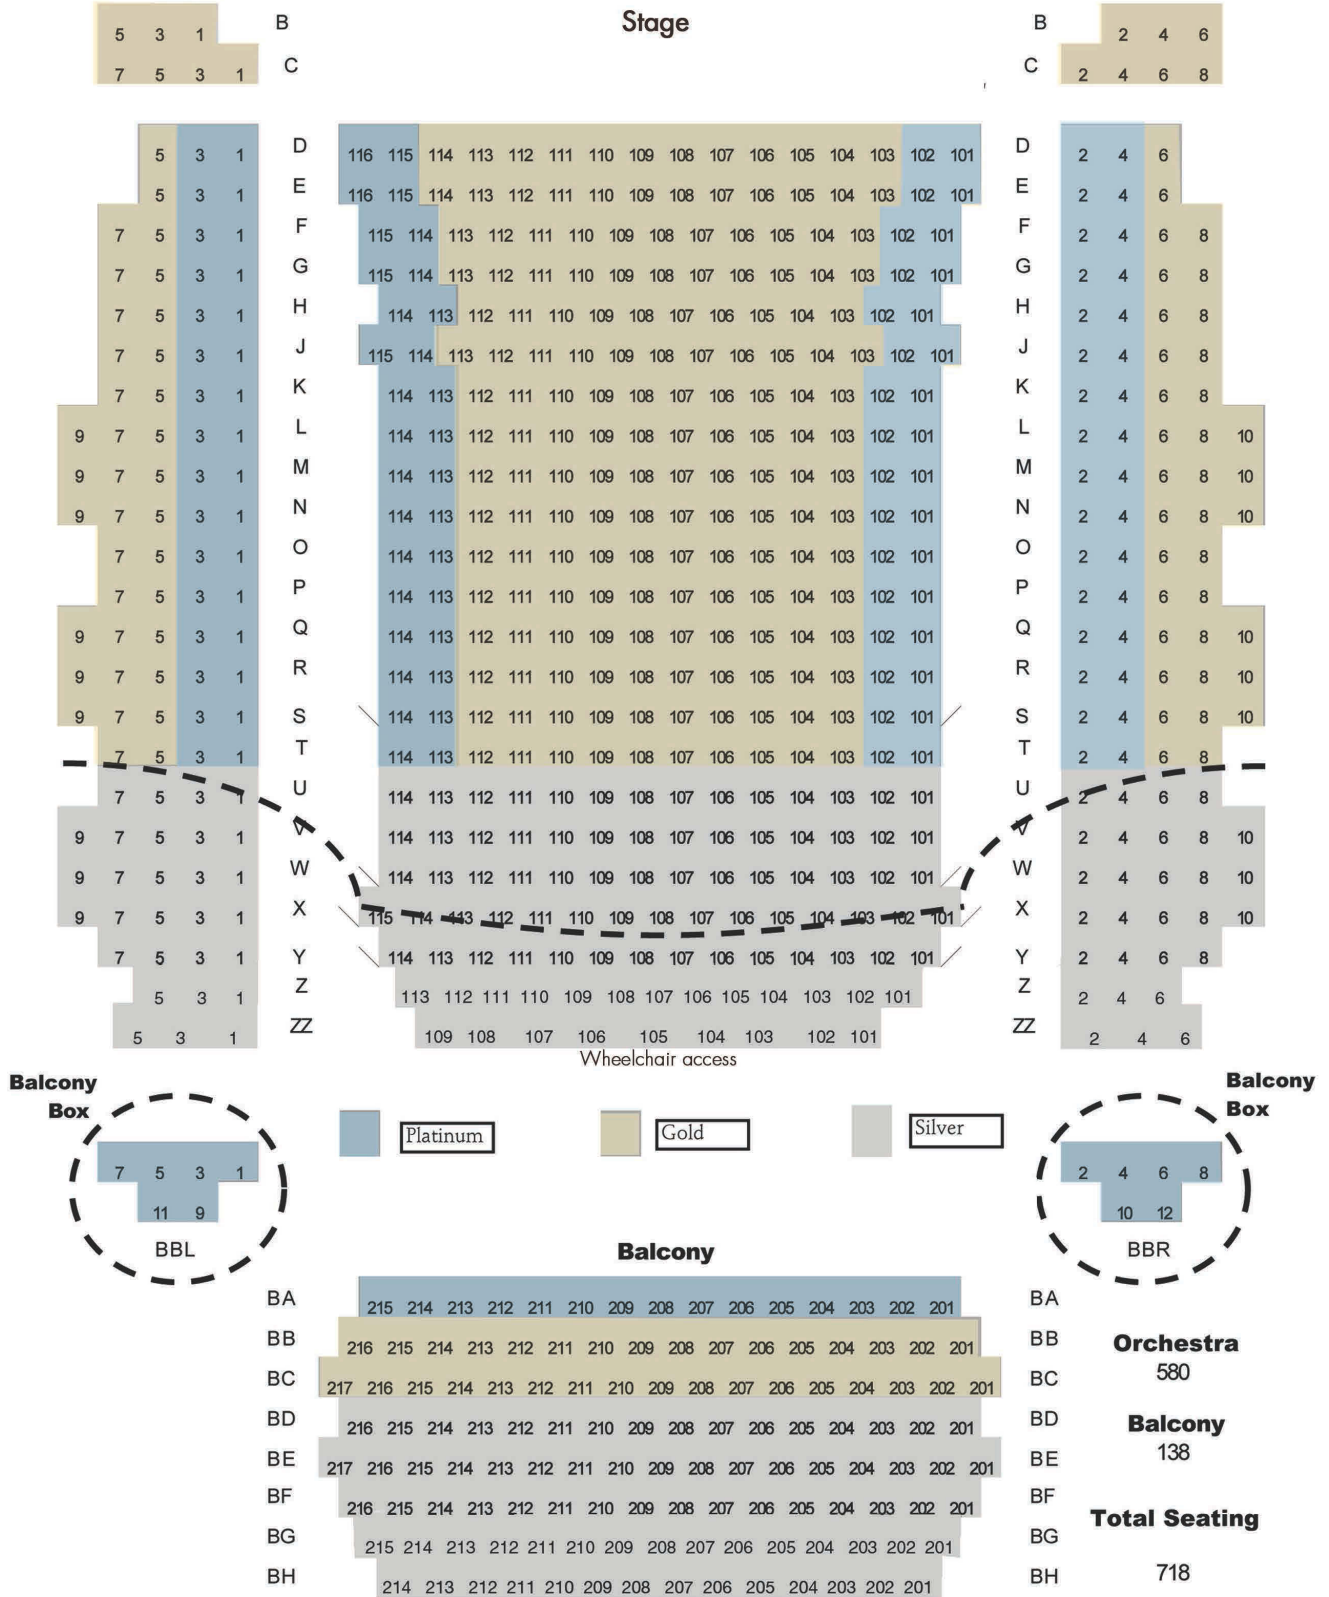 Stage
5 3 1 B B 2 4 6
7 5 3 1 C C 2 4 6 8
5 3 1 D 116 115 114 113 112 111 110 109 108 107 106 105 104 103 102 101 D 2 4 6
5 3 1 E 116 115 114 113 112 111 110 109 108 107 106 105 104 103 102 101 E 2 4 6
7 5 3 1 F 115 114 113 112 111 110 109 108 107 106 105 104 103 102 101 F 2 4 6 8
7 5 3 1 G 115 114 113 112 111 110 109 108 107 106 105 104 103 102 101 G 2 4 6 8
7 5 3 1 H 114 113 112 111 110 109 108 107 106 105 104 103 102 101 H 2 4 6 8
7 5 3 1 J 115 114 113 112 111 110 109 108 107 106 105 104 103 102 101 J 2 4 6 8
7 5 3 1 K 114 113 112 111 110 109 108 107 106 105 104 103 102 101 K 2 4 6 8
9 7 5 3 1 L 114 113 112 111 110 109 108 107 106 105 104 103 102 101 L 2 4 6 8 10
9 7 5 3 1 M 114 113 112 111 110 109 108 107 106 105 104 103 102 101 M 2 4 6 8 10
9 7 5 3 1 N 114 113 112 111 110 109 108 107 106 105 104 103 102 101 N 2 4 6 8 10
7 5 3 1 O 114 113 112 111 110 109 108 107 106 105 104 103 102 101 O 2 4 6 8
7 5 3 1 P 114 113 112 111 110 109 108 107 106 105 104 103 102 101 P 2 4 6 8
9 7 5 3 1 Q 114 113 112 111 110 109 108 107 106 105 104 103 102 101 Q 2 4 6 8 10
9 7 5 3 1 R 114 113 112 111 110 109 108 107 106 105 104 103 102 101 R 2 4 6 8 10
9 7 5 3 1 S 114 113 112 111 110 109 108 107 106 105 104 103 102 101 S 2 4 6 8 10
7 5 3 1 T 114 113 112 111 110 109 108 107 106 105 104 103 102 101 T 2 4 6 8
7 5 3 1 U 114 113 112 111 110 109 108 107 106 105 104 103 102 101 U 2 4 6 8
9 7 5 3 1 V 114 113 112 111 110 109 108 107 106 105 104 103 102 101 V 2 4 6 8 10
9 7 5 3 1 W 114 113 112 111 110 109 108 107 106 105 104 103 102 101 W 2 4 6 8 10
9 7 5 3 1 X 115 114 113 112 111 110 109 108 107 106 105 104 103 102 101 X 2 4 6 8 10
7 5 3 1 Y 114 113 112 111 110 109 108 107 106 105 104 103 102 101 Y 2 4 6 8
5 3 1 Z 113 112 111 110 109 108 107 106 105 104 103 102 101 Z 2 4 6
5 3 1 ZZ 109 108 107 106 105 104 103 102 101 ZZ 2 4 6
Wheelchair access
Balcony
Box
7 5 3 1
11 9
BBL
Platinum
Gold
Silver
Balcony
Box
2 4 6 8
10 12
BBR
Balcony
BA 215 214 213 212 211 210 209 208 207 206 205 204 203 202 201 BA
BB 216 215 214 213 212 211 210 209 208 207 206 205 204 203 202 201 BB
BC 217 216 215 214 213 212 211 210 209 208 207 206 205 204 203 202 201 BC
BD 216 215 214 213 212 211 210 209 208 207 206 205 204 203 202 201 BD
BE 217 216 215 214 213 212 211 210 209 208 207 206 205 204 203 202 201 BE
BF 216 215 214 213 212 211 210 209 208 207 206 205 204 203 202 201 BF
BG 215 214 213 212 211 210 209 208 207 206 205 204 203 202 201 BG
BH 214 213 212 211 210 209 208 207 206 205 204 203 202 201 BH
Orchestra
580
Balcony
138
Total Seating
718